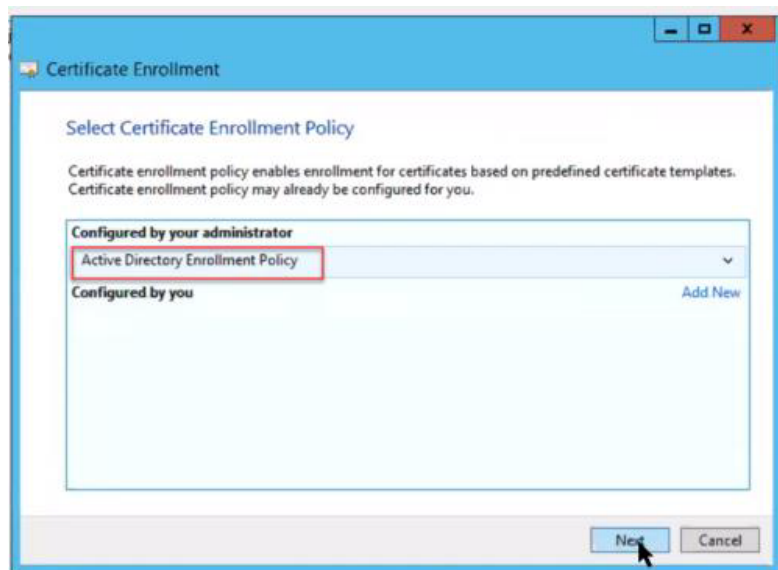 Certificate Enrollment
Select Certificate Enrollment Policy
Certificate enrollment policy enables enrollment for certificates based on predefined certificate templates.
Certificate enrollment policy may already be configured for you.
Configured by your administrator
Active Directory Enrollment Policy
Configured by you
Add New
Next
Cancel